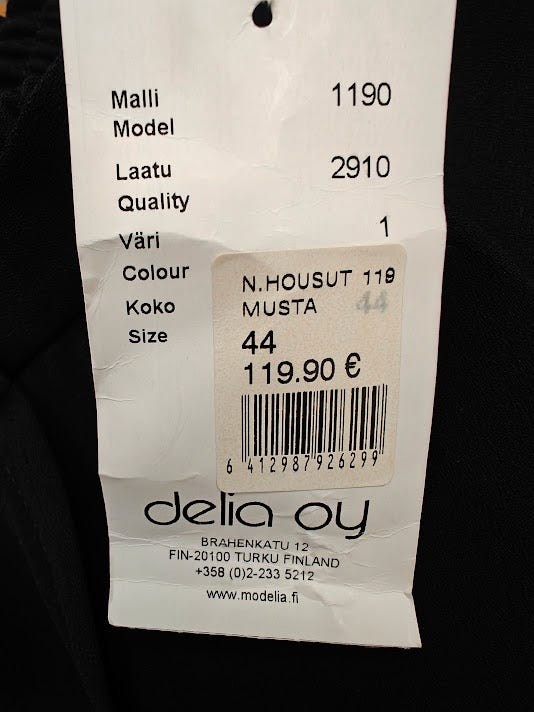 Malli 1190
Model
Laatu 2910
Quality
Väri 1
Colour
Koko 44
Size
N.HOUSUT 119
MUSTA
44
119.90 €
6 412987 926299
delia oy
BRAHENKATU 12
FIN-20100 TURKU FINLAND
+358 (0)2-233 5212
www.modelia.fi